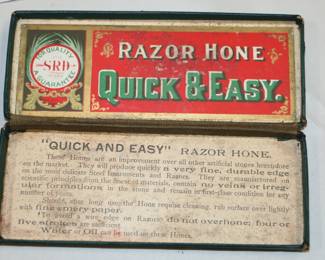 FOR QUALITY
SRD
A GUARANTEE
RAZOR HONE
QUICK & EASY.
"QUICK AND EASY" RAZOR HONE.
These Hones are an improvement over all other artificial stones heretofore
on the market. They will produce quickly a very fine, durable edge
on the most delicate Steel Instruments and Razors. They are manufactured on
scientific principles from the finest of materials, contain no veins or irreg-
ular formations in the stone and remain in first-class condition for any
number of years.
Should, after long use, the Hone require cleaning, rub surface over lightly
with fine emery paper.
To avoid a wire edge on Razors, do not overhone; four or
five strokes are sufficient.
Water or Oil can be used on these Hones.